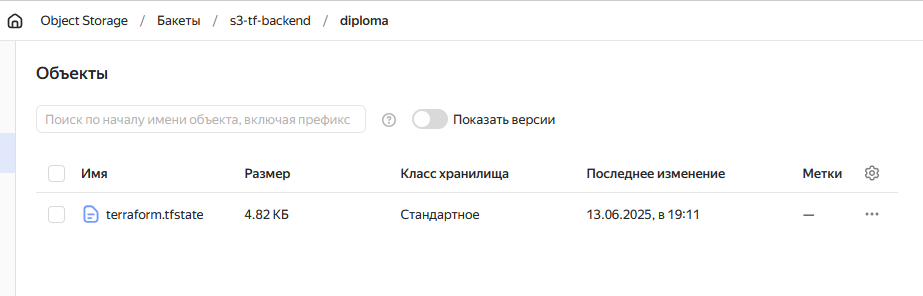 Object Storage / Бакеты / s3-tf-backend / diploma
Объекты
Поиск по началу имени объекта, включая префикс ? Показать версии
Имя Размер Класс хранилища Последнее изменение Метки
terraform.tfstate 4.82 КБ Стандартное 13.06.2025, в 19:11 —